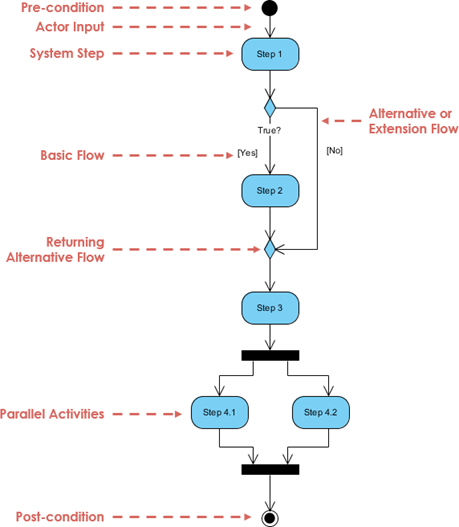 Pre-condition
Actor Input
System Step
Step 1
Alternative or
Extension Flow
True?
Basic Flow
[Yes]
[No]
Step 2
Returning
Alternative Flow
Step 3
Parallel Activities
Step 4.1
Step 4.2
Post-condition